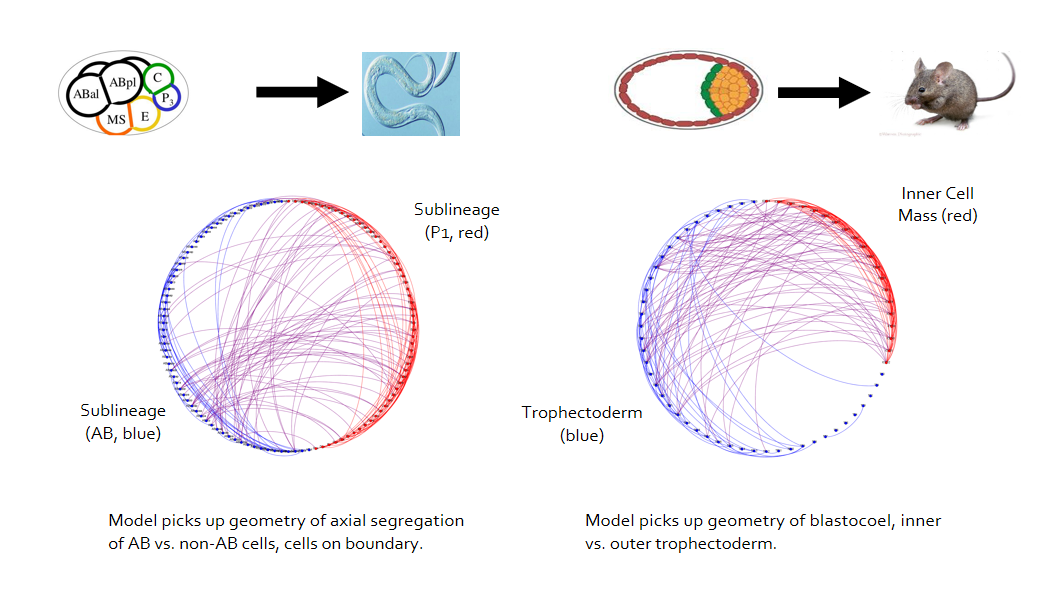 ABal
ABpl
C
P3
MS
E
Sublineage
(P1, red)
Inner Cell
Mass (red)
Sublineage
(AB, blue)
Trophectoderm
(blue)
Model picks up geometry of axial segregation
of AB vs. non-AB cells, cells on boundary.
Model picks up geometry of blastocoel, inner
vs. outer trophectoderm.